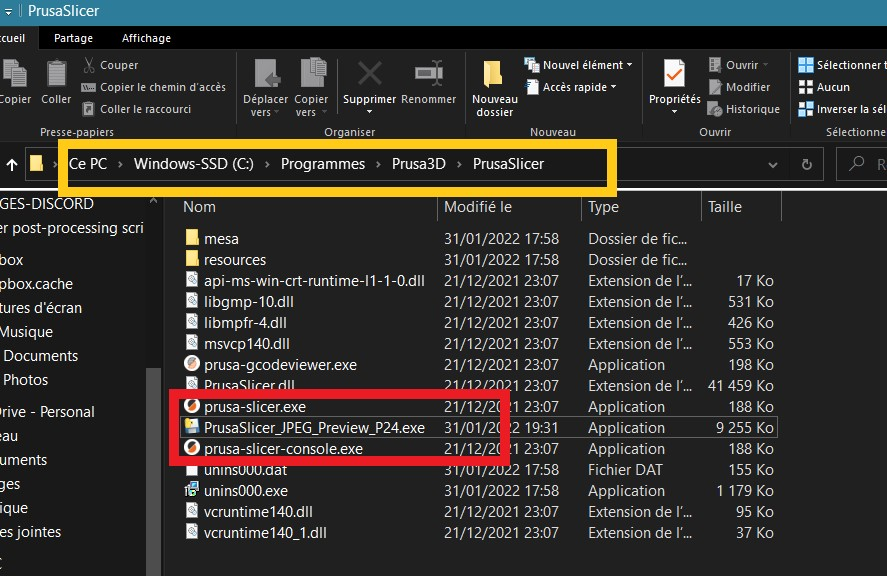 PrusaSlicer
cueil Partage Affichage
Copier
Coller
Couper
Copier le chemin d'accès
Coller le raccourci
Presse-papiers
Déplacer vers
Copier vers
Supprimer
Renommer
Organiser
Nouveau dossier
Nouvel élément
Accès rapide
Nouveau
Propriétés
Ouvrir
Modifier
Historique
Ouvrir
Sélectionner t
Aucun
Inverser la sél
Sélectionne
Ce PC > Windows-SSD (C:) > Programmes > Prusa3D > PrusaSlicer
R
GES-DISCORD
er post-processing scri
box
pbox.cache
tures d'écran
Musique
Documents
Photos
Drive - Personal
eau
uments
ges
ique
es jointes
Nom Modifié le Type Taille
mesa 31/01/2022 17:58 Dossier de fic...
resources 31/01/2022 17:58 Dossier de fic...
api-ms-win-crt-runtime-l1-1-0.dll 21/12/2021 23:07 Extension de l'... 17 Ko
libgmp-10.dll 21/12/2021 23:07 Extension de l'... 531 Ko
libmpfr-4.dll 21/12/2021 23:07 Extension de l'... 426 Ko
msvcp140.dll 21/12/2021 23:07 Extension de l'... 553 Ko
prusa-gcodeviewer.exe 21/12/2021 23:07 Application 198 Ko
PrusaSlicer.dll 21/12/2021 23:07 Extension de l'... 41 459 Ko
prusa-slicer.exe 21/12/2021 23:07 Application 188 Ko
PrusaSlicer_JPEG_Preview_P24.exe 31/01/2022 19:31 Application 9 255 Ko
prusa-slicer-console.exe 21/12/2021 23:07 Application 188 Ko
unins000.dat 31/01/2022 17:58 Fichier DAT 155 Ko
unins000.exe 31/01/2022 17:58 Application 1 179 Ko
vcruntime140.dll 21/12/2021 23:07 Extension de l'... 95 Ko
vcruntime140_1.dll 21/12/2021 23:07 Extension de l'... 37 Ko